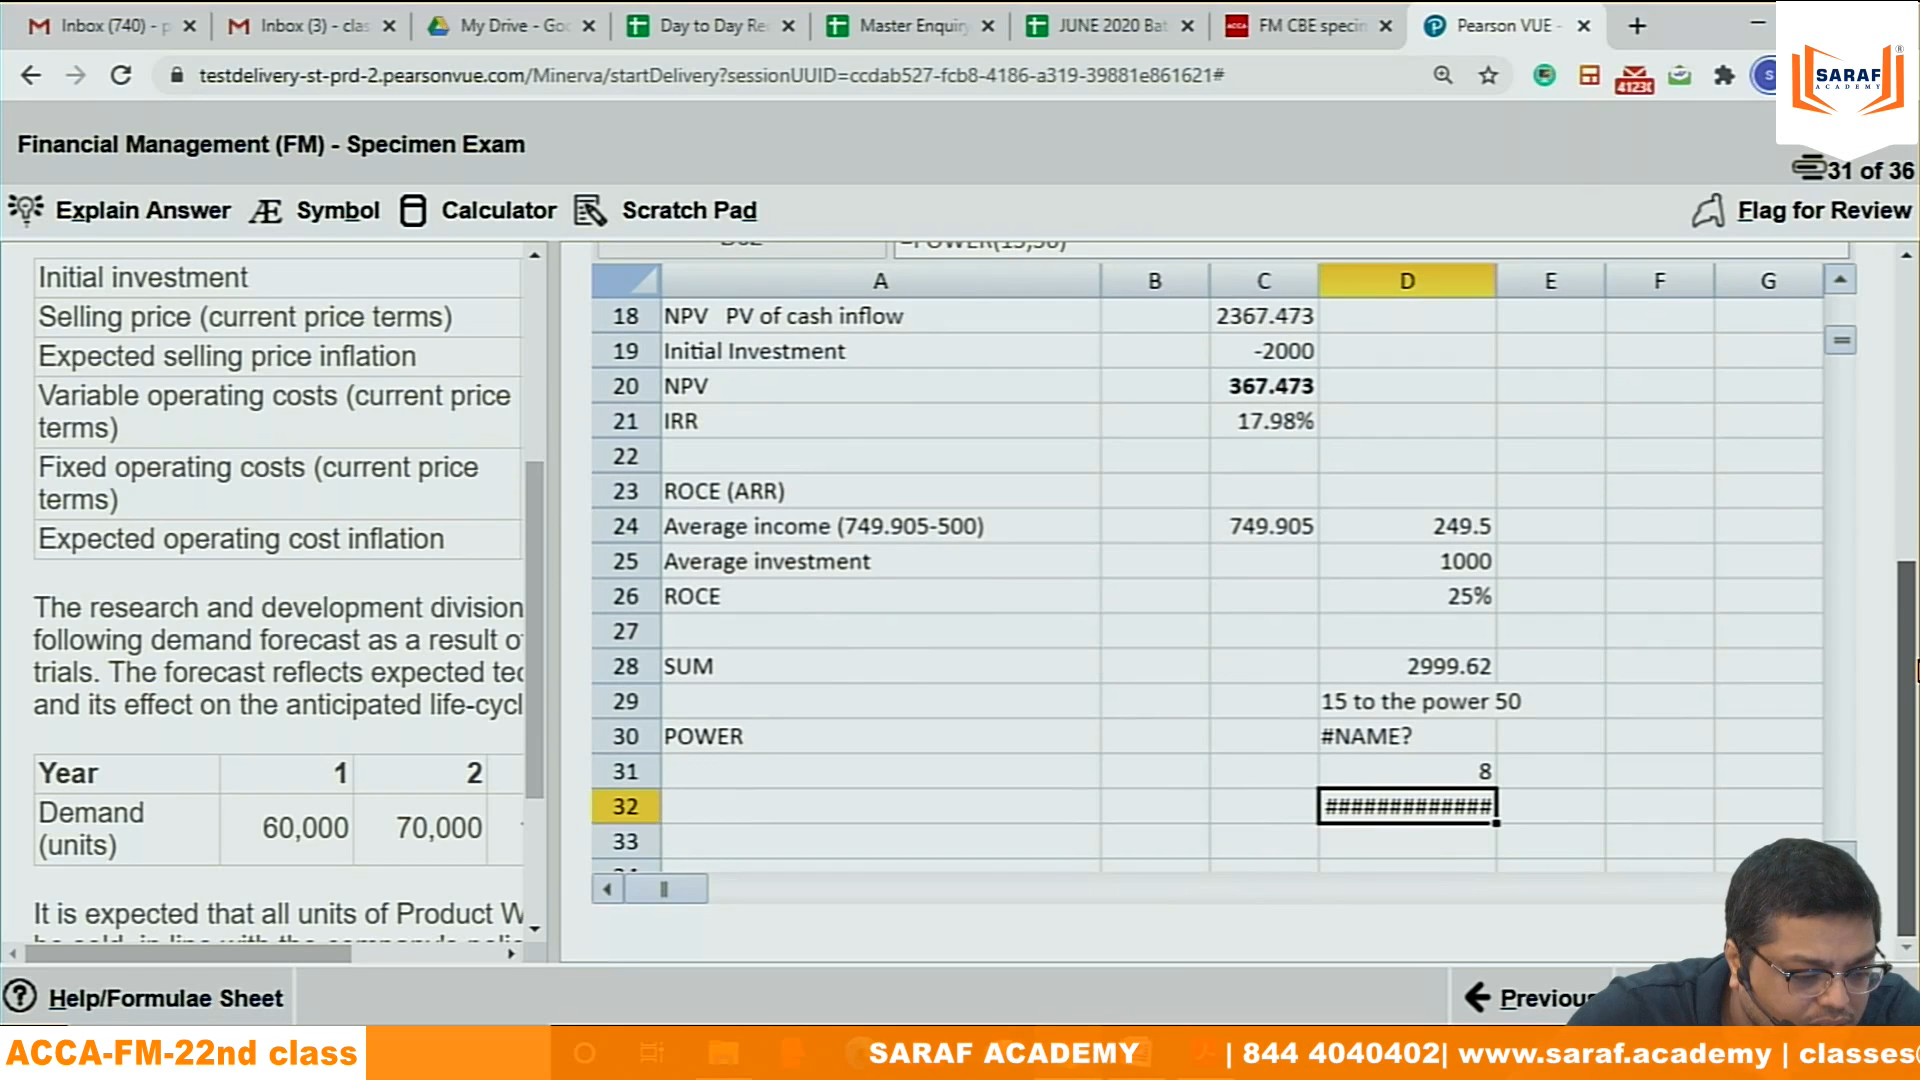 Inbox (740) - p
Inbox (3) - clas
My Drive - Goo
Day to Day Re
Master Enquiry
JUNE 2020 Bat
ACCA
FM CBE specim
Pearson VUE -
testdelivery-st-prd-2.pearsonvue.com/Minerva/startDelivery?sessionUUID=ccdab527-fcb8-4186-a319-39881e861621#
SARAF
ACADEMY
Financial Management (FM) - Specimen Exam
31 of 36
Explain Answer
Symbol
Calculator
Scratch Pad
Flag for Review
Initial investment
Selling price (current price terms)
Expected selling price inflation
Variable operating costs (current price
terms)
Fixed operating costs (current price
terms)
Expected operating cost inflation
The research and development division
following demand forecast as a result o
trials. The forecast reflects expected tec
and its effect on the anticipated life-cycl
Year 1 2
Demand
(units) 60,000 70,000
It is expected that all units of Product W
A B C D E F G
18 NPV PV of cash inflow 2367.473
19 Initial Investment -2000
20 NPV 367.473
21 IRR 17.98%
22
23 ROCE (ARR)
24 Average income (749.905-500) 749.905 249.5
25 Average investment 1000
26 ROCE 25%
27
28 SUM 2999.62
29 15 to the power 50
30 POWER #NAME?
31 8
32 #############
33
Help/Formulae Sheet
Previous
ACCA-FM-22nd class
SARAF ACADEMY | 844 4040402| www.saraf.academy | classes@